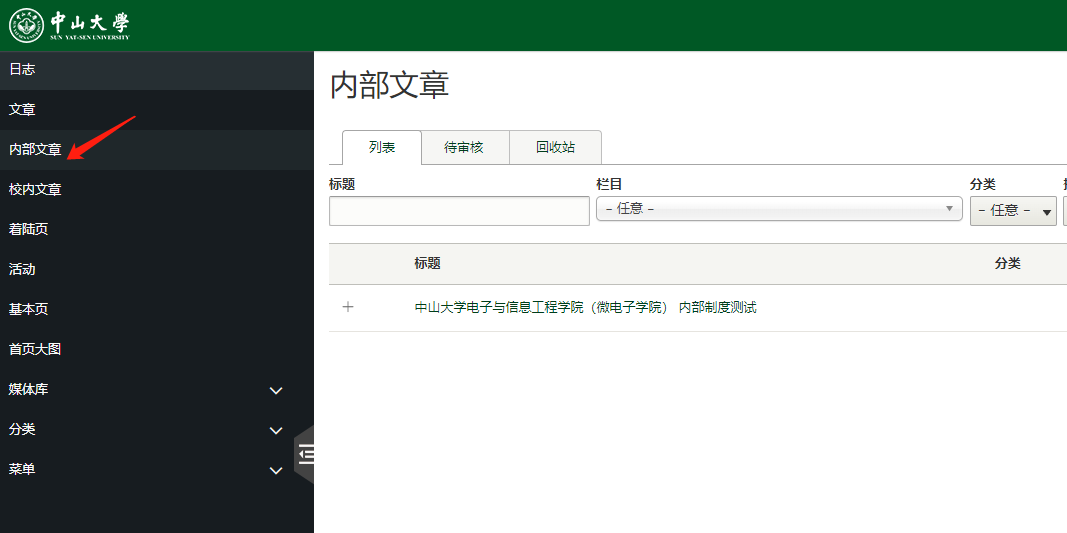 中山大學
SUN YAT-SEN UNIVERSITY
日志
文章
内部文章
校内文章
着陆页
活动
基本页
首页大图
媒体库
分类
菜单
内部文章
列表 待审核 回收站
标题 栏目 分类
- 任意 - - 任意 -
标题 分类
中山大学电子与信息工程学院（微电子学院） 内部制度测试